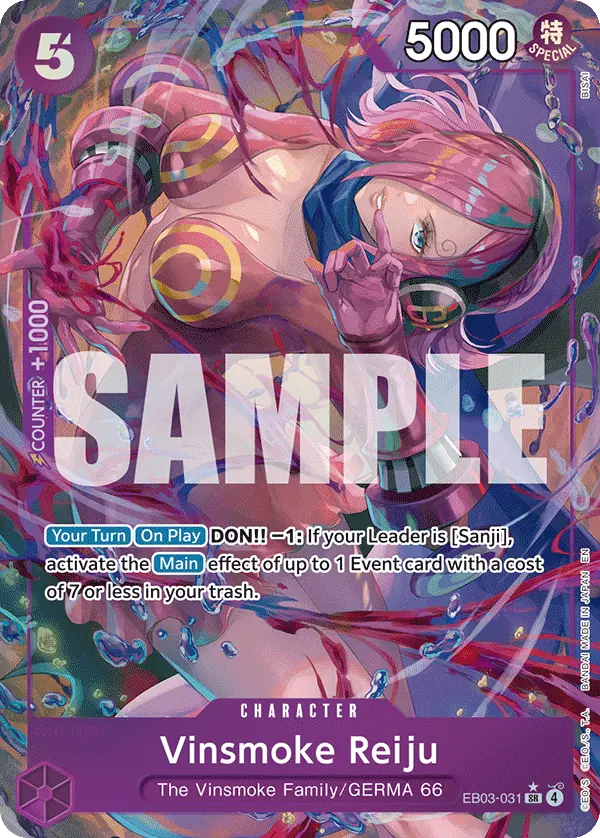 5
5000
特
SPECIAL
BISAI
COUNTER +1000
SAMPLE
Your Turn On Play DON!! −1: If your Leader is [Sanji],
activate the Main effect of up to 1 Event card with a cost
of 7 or less in your trash.
CHARACTER
Vinsmoke Reiju
The Vinsmoke Family/GERMA 66
EB03-031 SR 4
BANDAI MADE IN JAPAN EN